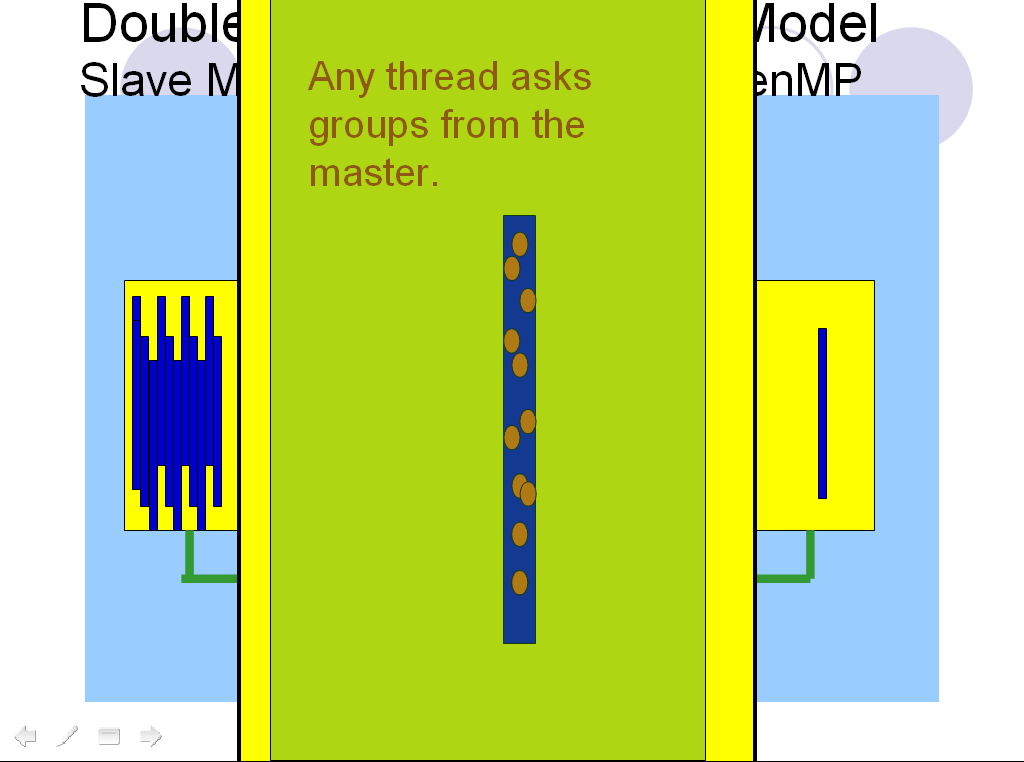 Double Model
Slave M enMP
Any thread asks
groups from the
master.